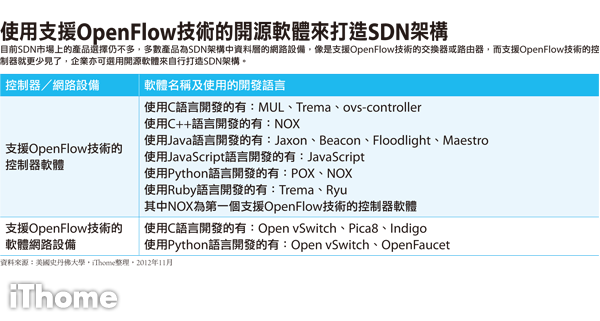 使用支援OpenFlow技術的開源軟體來打造SDN架構
目前SDN市場上的產品選擇仍不多，多數產品為SDN架構中資料層的網路設備，像是支援OpenFlow技術的交換器或路由器，而支援OpenFlow技術的控
制器就更少見了，企業亦可選用開源軟體來自行打造SDN架構。
控制器／網路設備
軟體名稱及使用的開發語言
支援OpenFlow技術的
控制器軟體
使用C語言開發的有：MUL、Trema、ovs-controller
使用C++語言開發的有：NOX
使用Java語言開發的有：Jaxon、Beacon、Floodlight、Maestro
使用JavaScript語言開發的有：JavaScript
使用Python語言開發的有：POX、NOX
使用Ruby語言開發的有：Trema、Ryu
其中NOX為第一個支援OpenFlow技術的控制器軟體
支援OpenFlow技術的
軟體網路設備
使用C語言開發的有：Open vSwitch、Pica8、Indigo
使用Python語言開發的有：Open vSwitch、OpenFaucet
資料來源：美國史丹佛大學，iThome整理，2012年11月
iThome